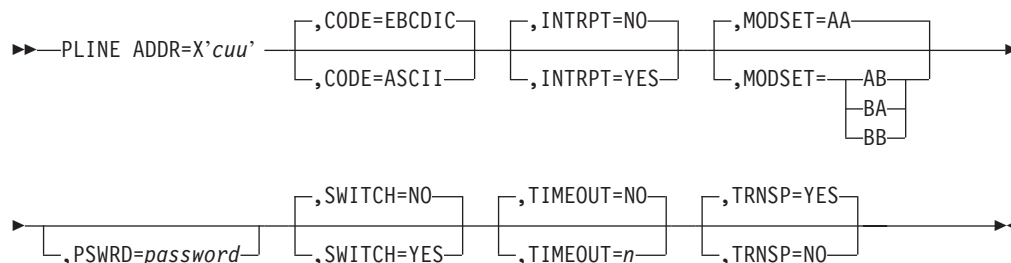 ,CODE=EBCDIC ,INTRPT=NO ,MODSET=AA
PLINE ADDR=X’cuu’
,CODE=ASCII ,INTRPT=YES ,MODSET= AB
BA
BB
,SWITCH=NO ,TIMEOUT=NO ,TRNSP=YES
,PSWRD=password ,SWITCH=YES ,TIMEOUT=n ,TRNSP=NO